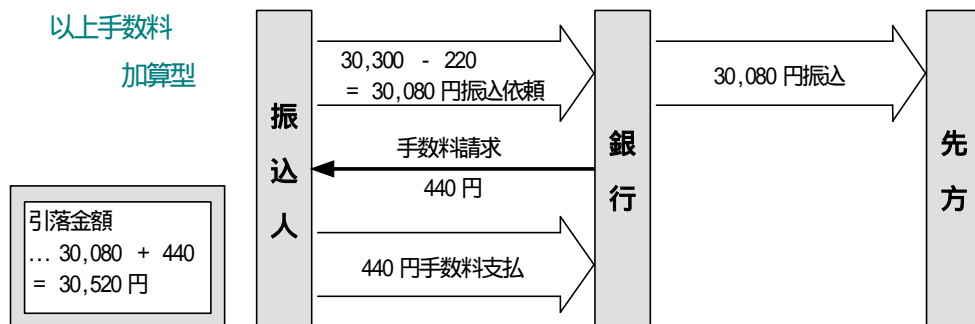 以上手数料
加算型
振込人
30,300 - 220
= 30,080 円振込依頼
手数料請求
440 円
440 円手数料支払
銀行
30,080 円振込
先方
引落金額
… 30,080 + 440
= 30,520 円